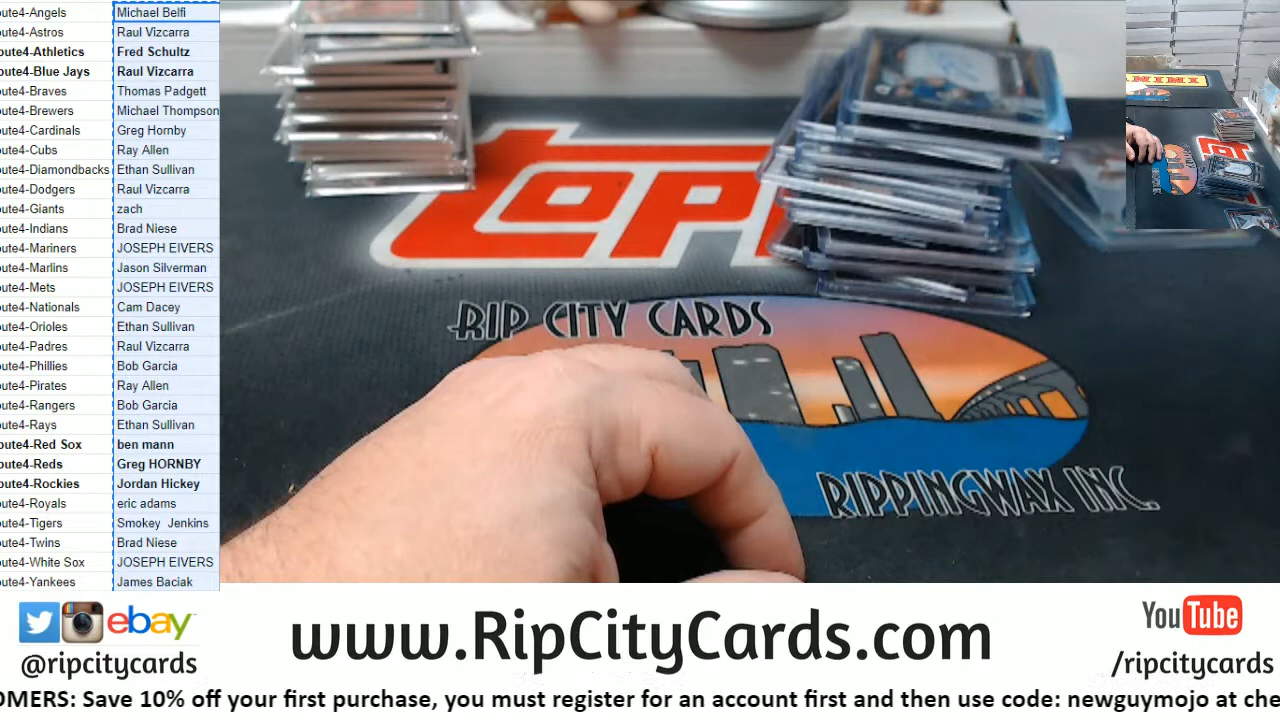 ute4-Angels Michael Belfi
ute4-Astros Raul Vizcarra
ute4-Athletics Fred Schultz
ute4-Blue Jays Raul Vizcarra
ute4-Braves Thomas Padgett
ute4-Brewers Michael Thompson
ute4-Cardinals Greg Hornby
ute4-Cubs Ray Allen
ute4-Diamondbacks Ethan Sullivan
ute4-Dodgers Raul Vizcarra
ute4-Giants zach
ute4-Indians Brad Niese
ute4-Mariners JOSEPH EIVERS
ute4-Marlins Jason Silverman
ute4-Mets JOSEPH EIVERS
ute4-Nationals Cam Dacey
ute4-Orioles Ethan Sullivan
ute4-Padres Raul Vizcarra
ute4-Phillies Bob Garcia
ute4-Pirates Ray Allen
ute4-Rangers Bob Garcia
ute4-Rays Ethan Sullivan
ute4-Red Sox ben mann
ute4-Reds Greg HORNBY
ute4-Rockies Jordan Hickey
ute4-Royals eric adams
ute4-Tigers Smokey Jenkins
ute4-Twins Brad Niese
ute4-White Sox JOSEPH EIVERS
ute4-Yankees James Baciak
PANINI
topp
RIP CITY CARDS
RIPPINGWAX INC.
ebay
@ripcitycards
www.RipCityCards.com
YouTube
/ripcitycards
OMERS: Save 10% off your first purchase, you must register for an account first and then use code: newguymojo at che